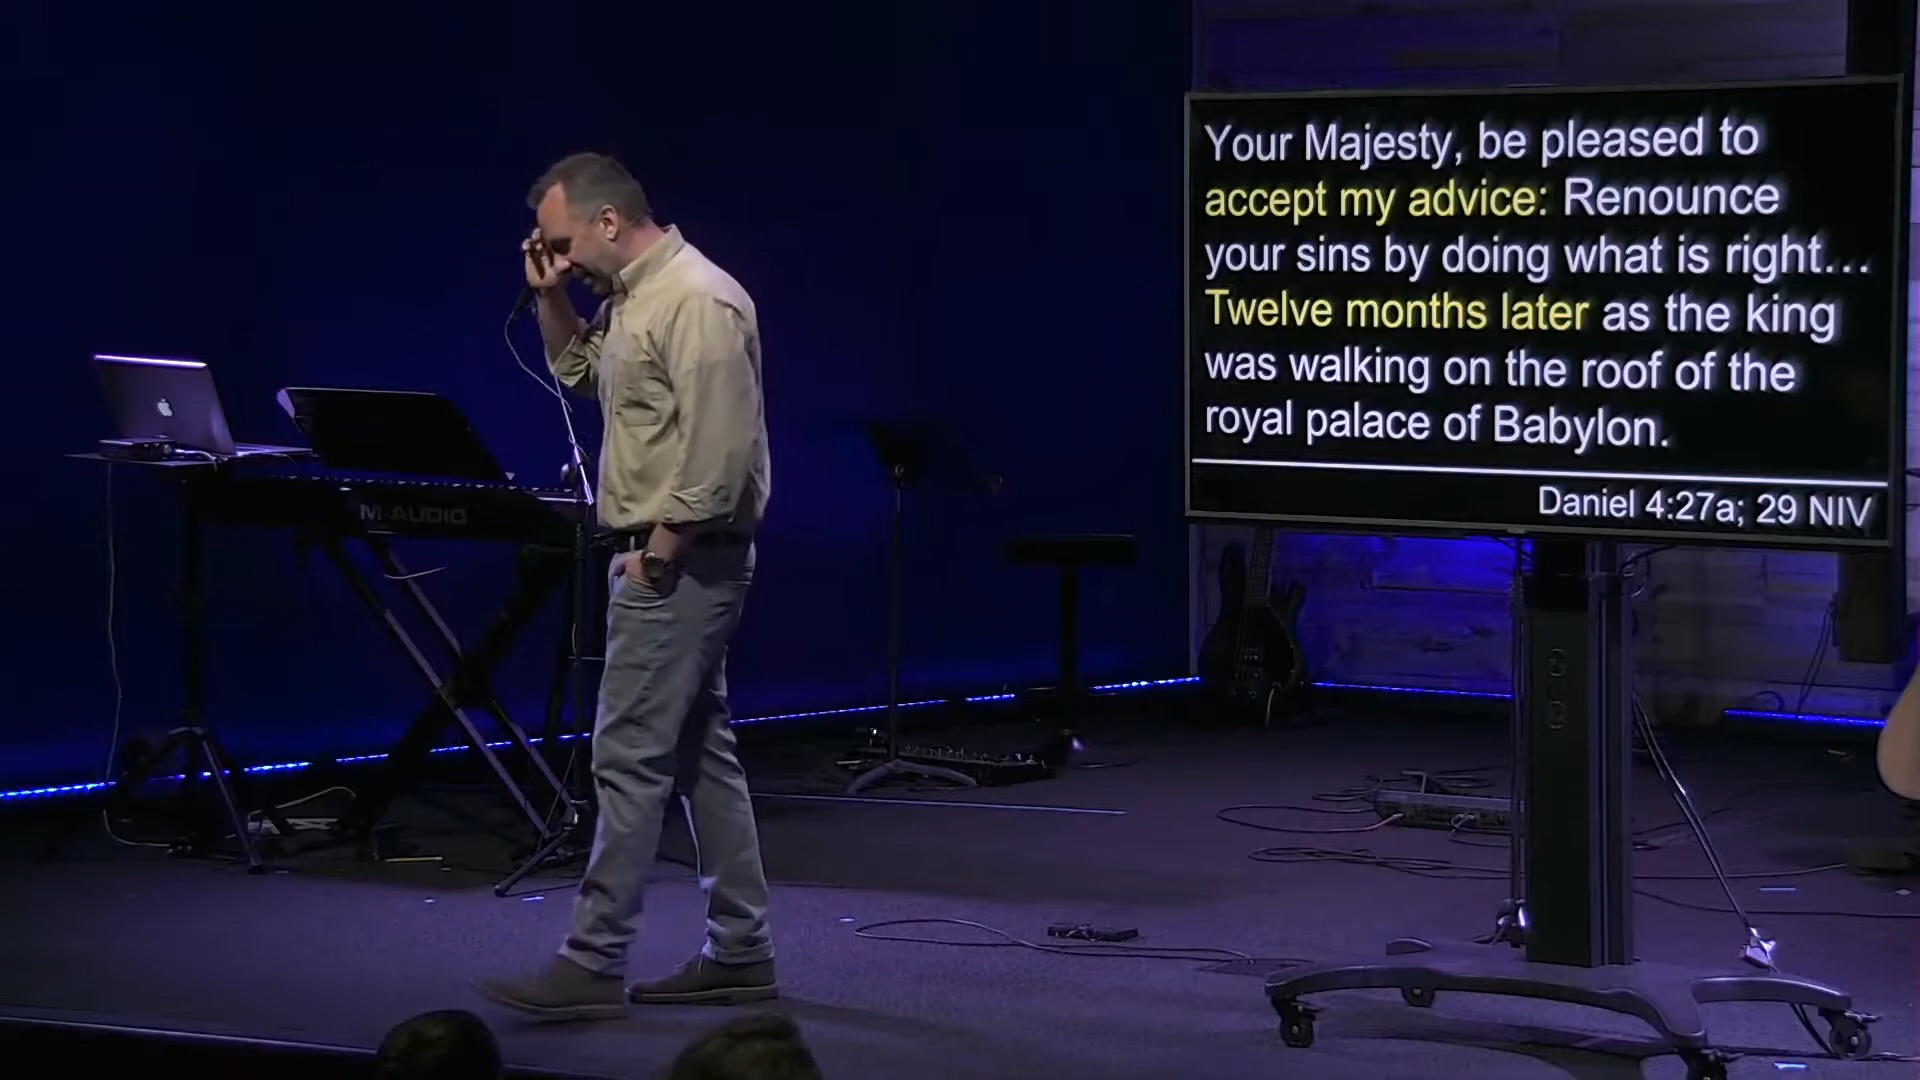 Your Majesty, be pleased to
accept my advice: Renounce
your sins by doing what is right...
Twelve months later as the king
was walking on the roof of the
royal palace of Babylon.
Daniel 4:27a; 29 NIV
M-AUDIO